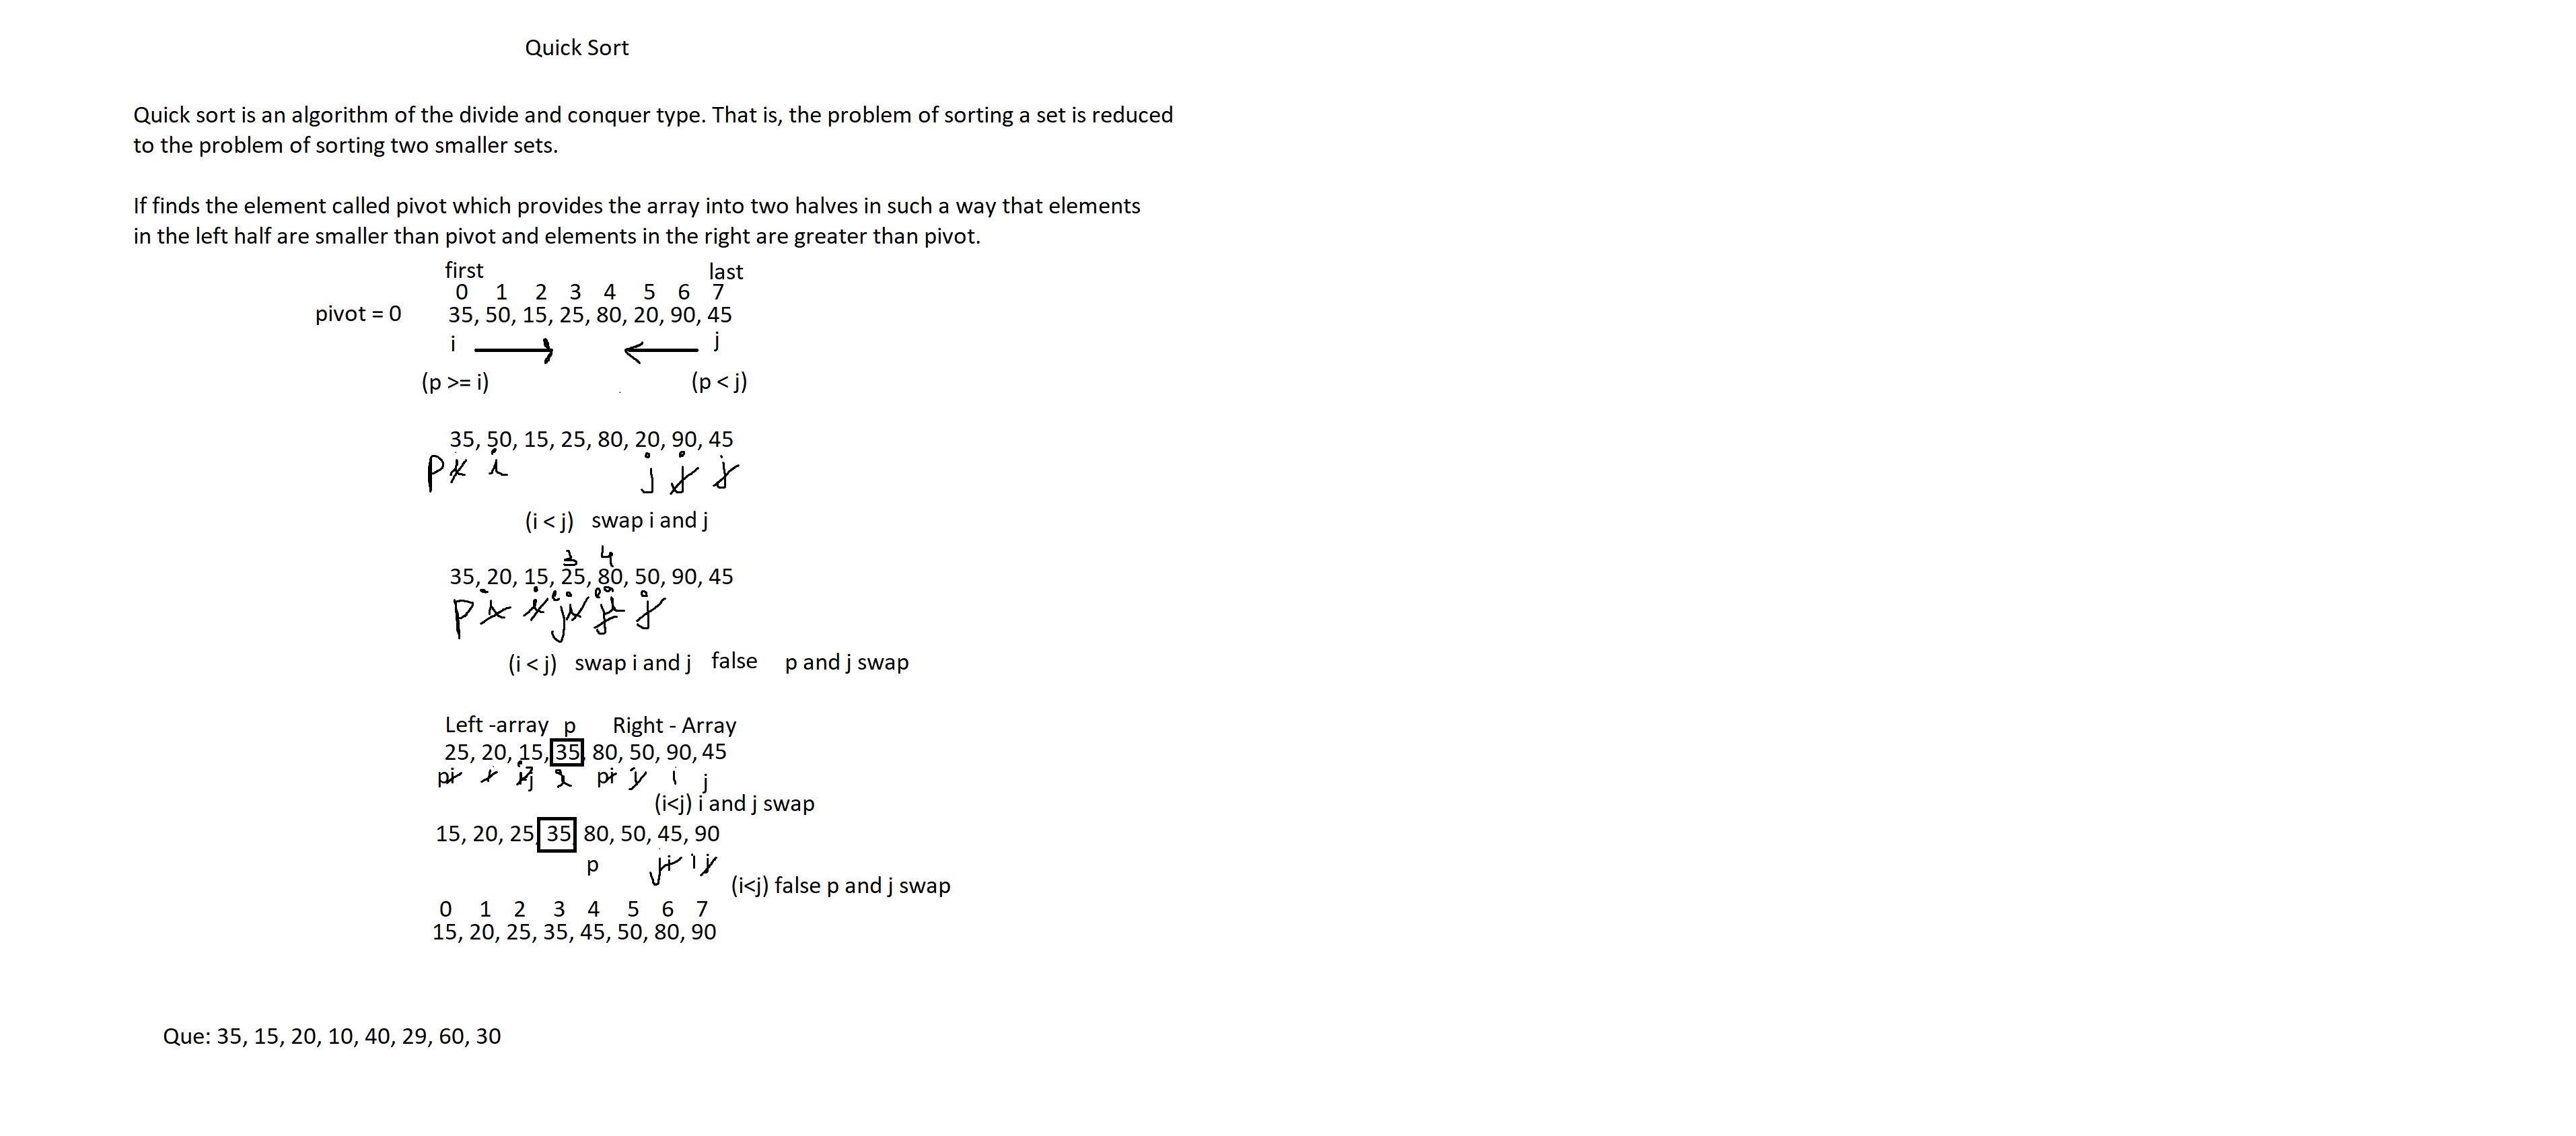 Quick Sort
Quick sort is an algorithm of the divide and conquer type. That is, the problem of sorting a set is reduced
to the problem of sorting two smaller sets.
If finds the element called pivot which provides the array into two halves in such a way that elements
in the left half are smaller than pivot and elements in the right are greater than pivot.
first last
0 1 2 3 4 5 6 7
pivot = 0 35, 50, 15, 25, 80, 20, 90, 45
i j
(p >= i) (p < j)
35, 50, 15, 25, 80, 20, 90, 45
p i i j j j
(i < j) swap i and j
3 4
35, 20, 15, 25, 80, 50, 90, 45
p i i j i j i j
(i < j) swap i and j false p and j swap
Left -array p Right - Array
25, 20, 15, 35, 80, 50, 90, 45
pi i i j i pi i i j
(i<j) i and j swap
15, 20, 25 35 80, 50, 45, 90
p j i i j
(i<j) false p and j swap
0 1 2 3 4 5 6 7
15, 20, 25, 35, 45, 50, 80, 90
Que: 35, 15, 20, 10, 40, 29, 60, 30